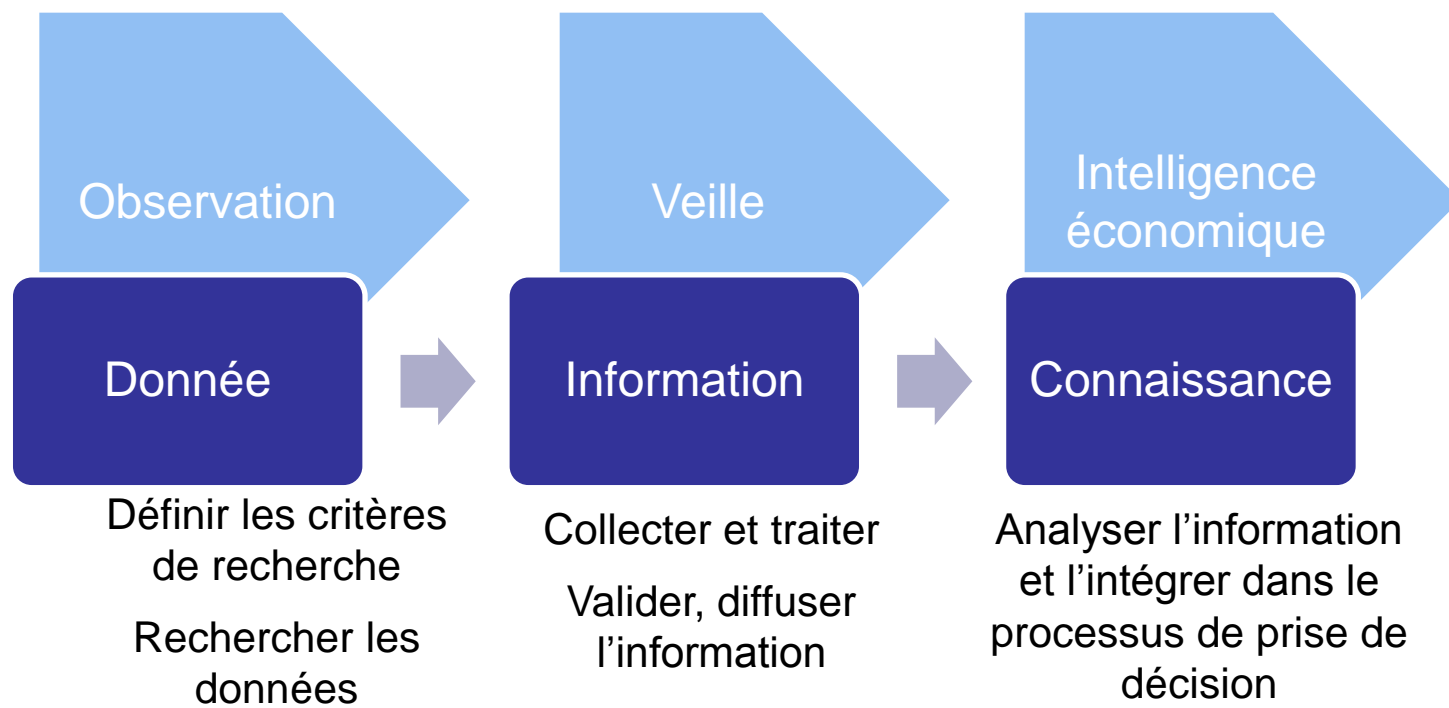 Observation
Donnée
Définir les critères
de recherche
Rechercher les
données
Veille
Information
Collecter et traiter
Valider, diffuser
l’information
Intelligence
économique
Connaissance
Analyser l’information
et l’intégrer dans le
processus de prise de
décision